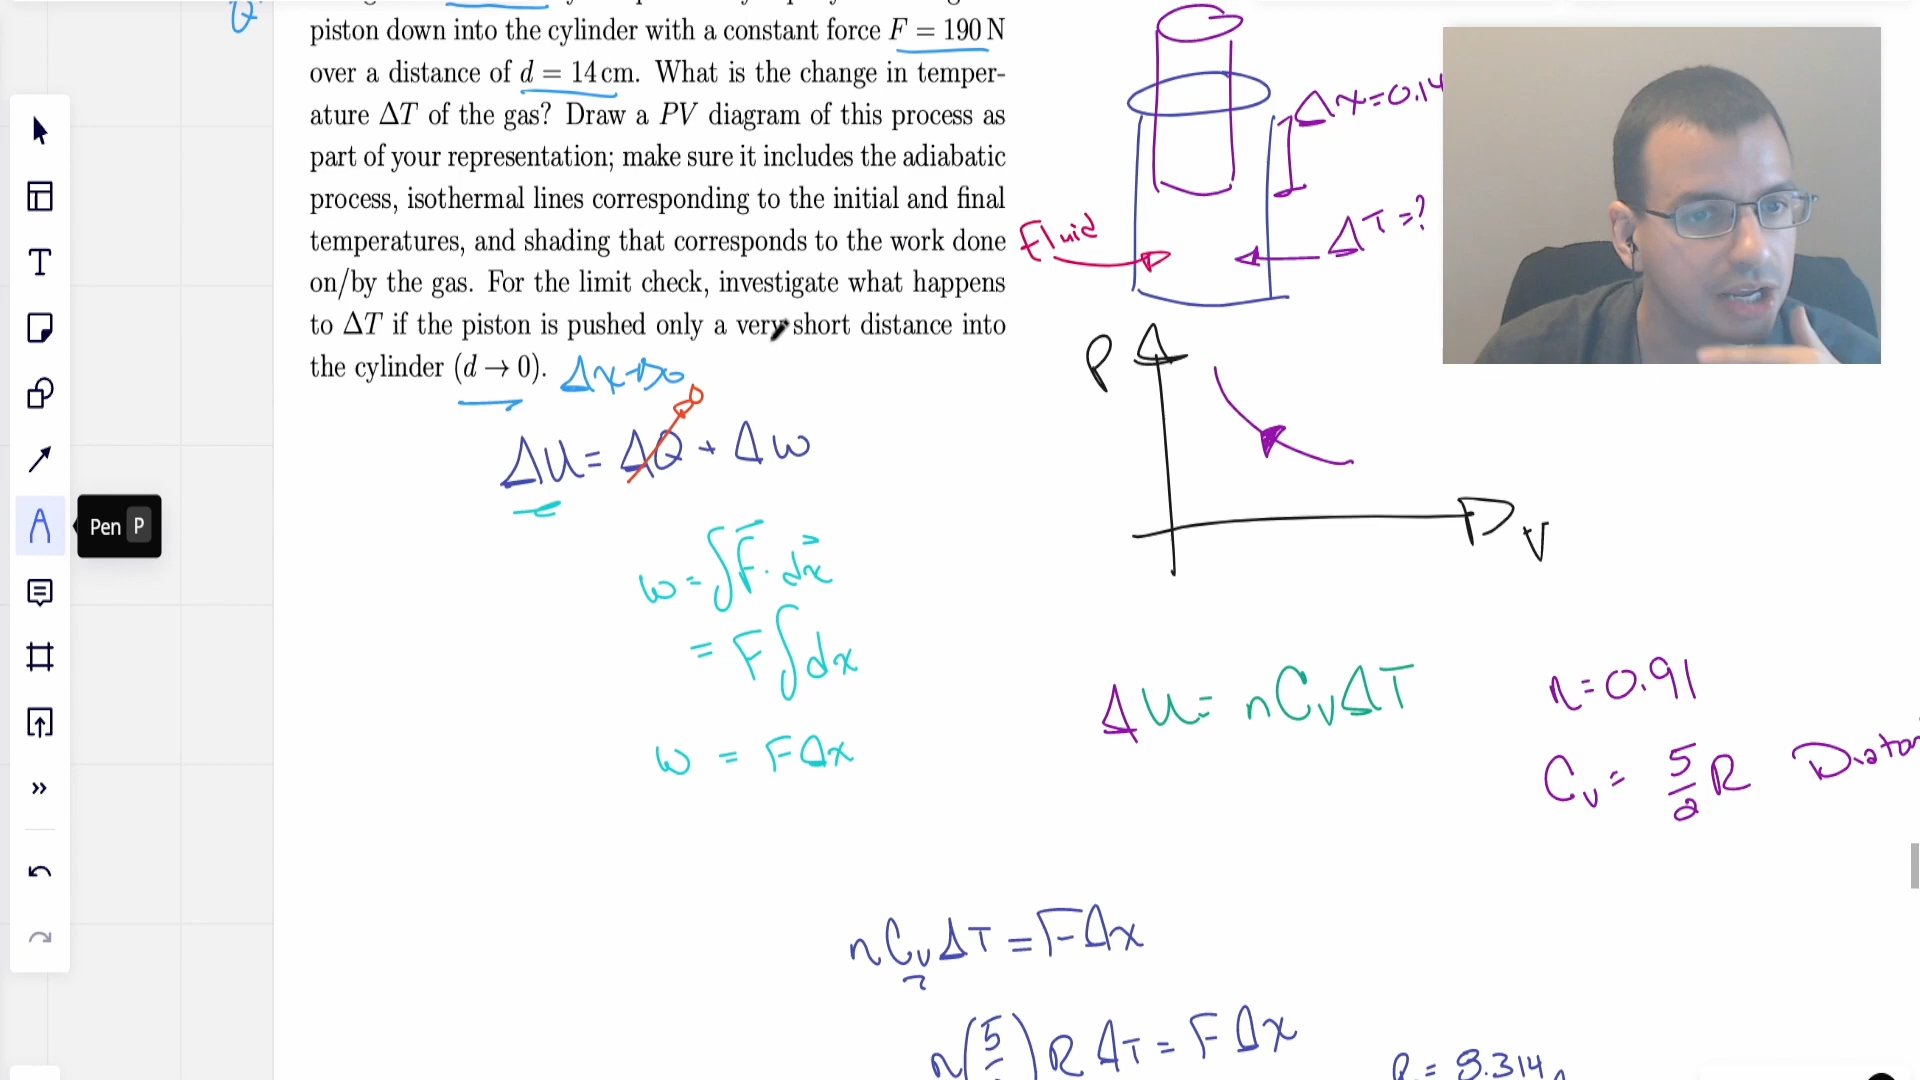 piston down into the cylinder with a constant force F = 190 N
over a distance of d = 14 cm. What is the change in temper-
ature ΔT of the gas? Draw a PV diagram of this process as
part of your representation; make sure it includes the adiabatic
process, isothermal lines corresponding to the initial and final
temperatures, and shading that corresponds to the work done
on/by the gas. For the limit check, investigate what happens
to ΔT if the piston is pushed only a very short distance into
the cylinder (d → 0). Δx→0
ΔU = ΔQ + Δw
0
w = ∫F⃗ · dx⃗
= F∫dx
w = FΔx
Δx=0.14
ΔT=?
Fluid
P
V
ΔU = nCvΔT
n=0.91
Cv = 5/2 R Diato
nCvΔT = FΔx
n(5/ )RΔT = FΔx
R = 8.314
T
Pen P